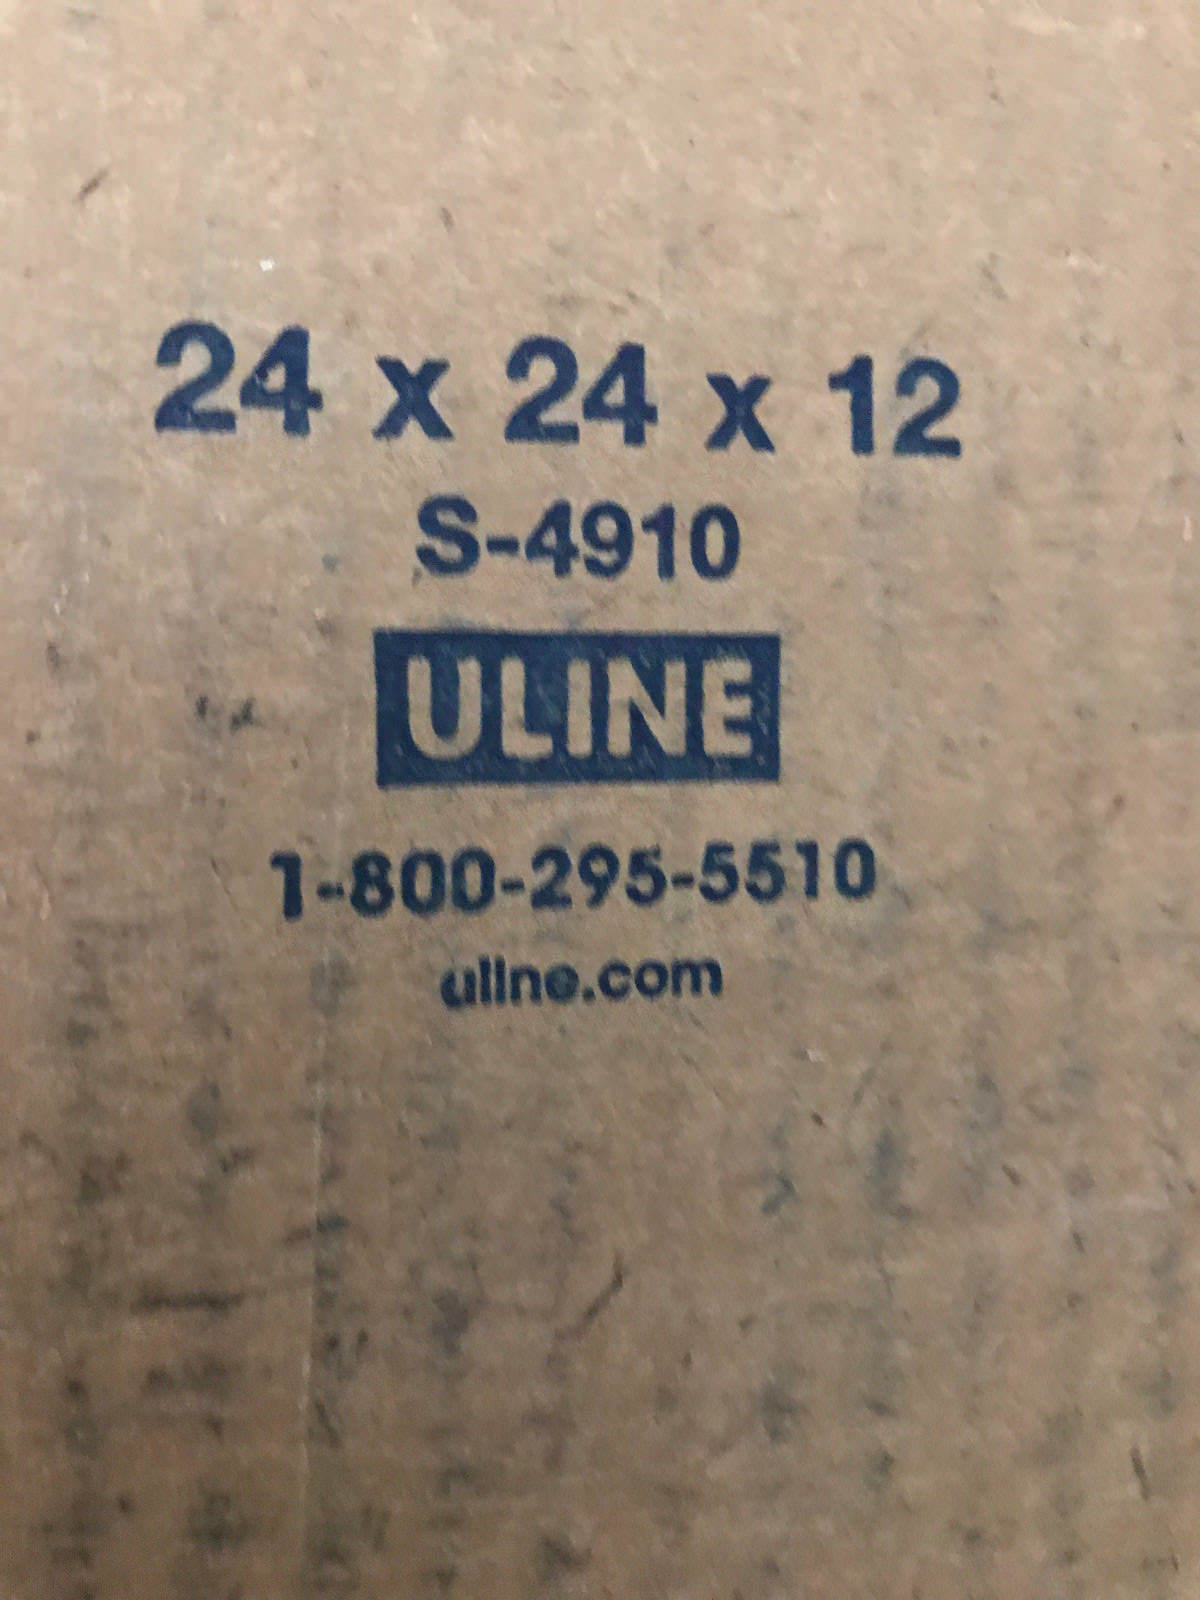 24 x 24 x 12
S-4910
ULINE
1-800-295-5510
uline.com